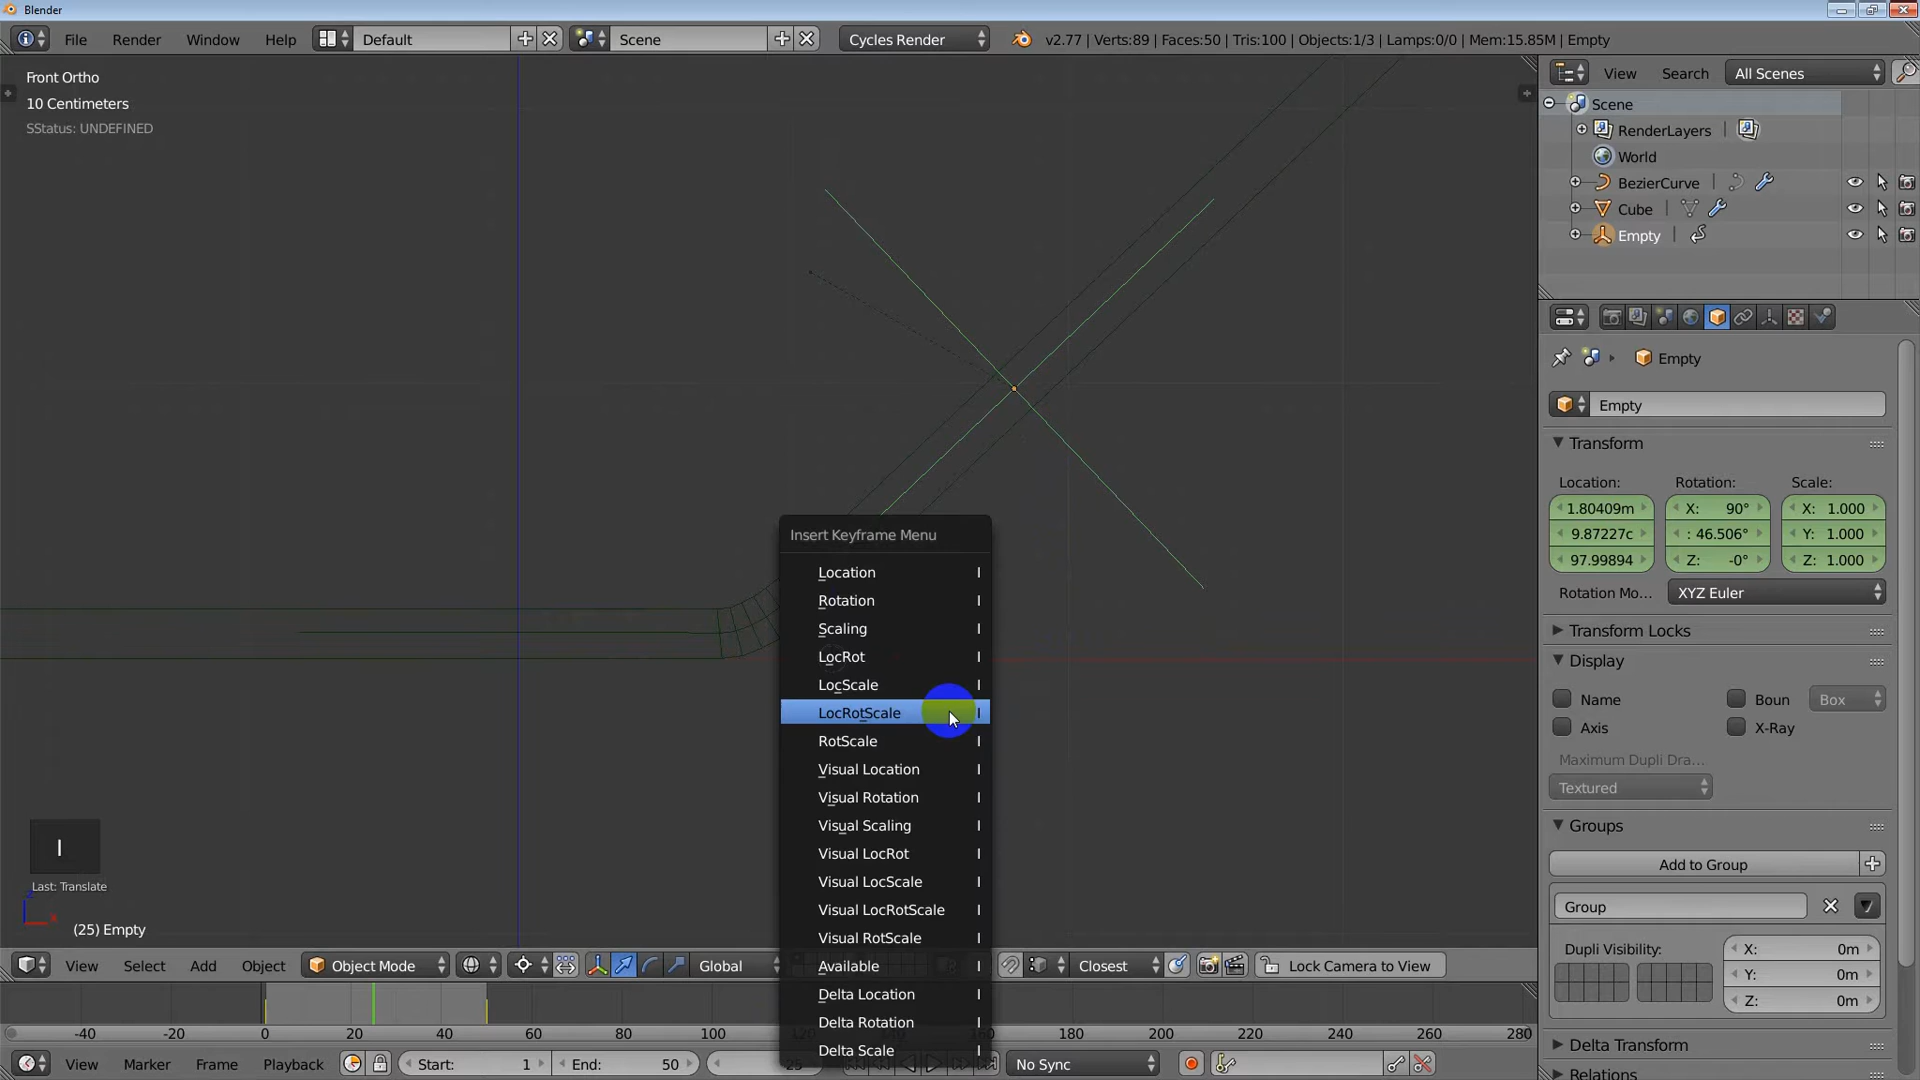 Blender
File Render Window Help Default Scene Cycles Render v2.77 | Verts:89 | Faces:50 | Tris:100 | Objects:1/3 | Lamps:0/0 | Mem:15.85M | Empty
Front Ortho
10 Centimeters
SStatus: UNDEFINED
View Search All Scenes
Scene
RenderLayers
World
BezierCurve
Cube
Empty
Empty
Empty
Transform
Location: Rotation: Scale:
1.80409m X: 90° X: 1.000
9.87227c : 46.506° Y: 1.000
97.99894 Z: -0° Z: 1.000
Rotation Mo... XYZ Euler
Transform Locks
Display
Name Boun Box
Axis X-Ray
Maximum Dupli Dra...
Textured
Groups
Add to Group
Group
Dupli Visibility: X: 0m
Y: 0m
Z: 0m
Delta Transform
Relations
Insert Keyframe Menu
Location I
Rotation I
Scaling I
LocRot I
LocScale I
LocRotScale I
RotScale I
Visual Location I
Visual Rotation I
Visual Scaling I
Visual LocRot I
Visual LocScale I
Visual LocRotScale I
Visual RotScale I
Available I
Delta Location I
Delta Rotation I
Delta Scale I
I
Last: Translate
(25) Empty
View Select Add Object Object Mode Global Closest Lock Camera to View
-40 -20 0 20 40 60 80 100 120 160 180 200 220 240 260 280
View Marker Frame Playback Start: 1 End: 50 25 No Sync